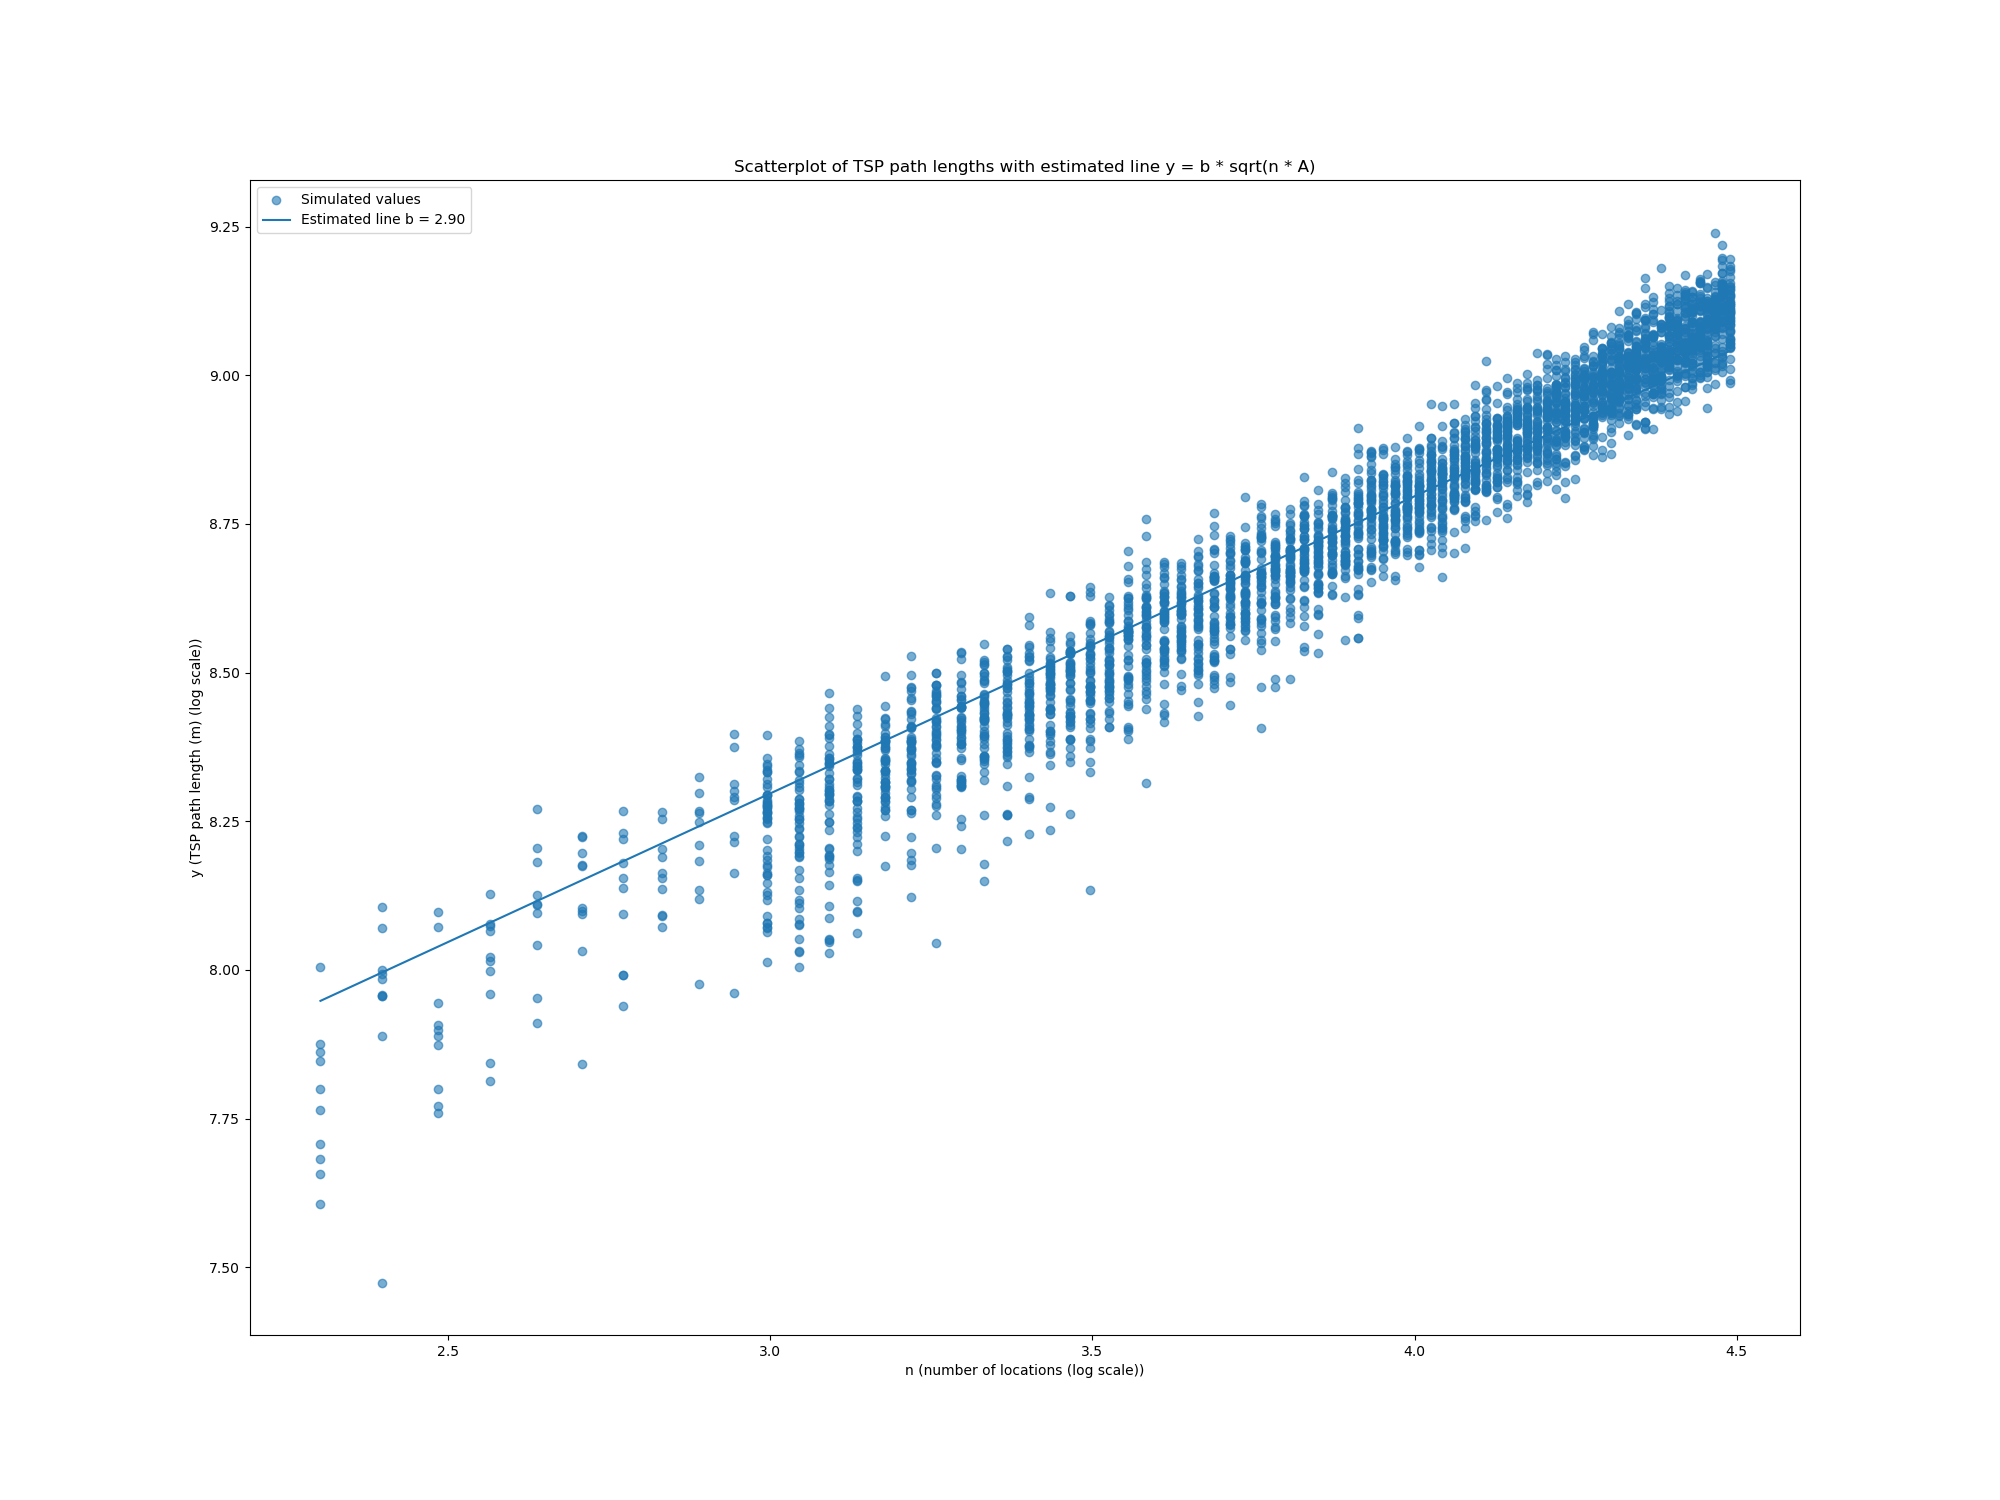 Scatterplot of TSP path lengths with estimated line y = b * sqrt(n * A)
Simulated values
Estimated line b = 2.90
9.25
9.00
8.75
8.50
8.25
8.00
7.75
7.50
y (TSP path length (m) (log scale))
2.5
3.0
3.5
4.0
4.5
n (number of locations (log scale))